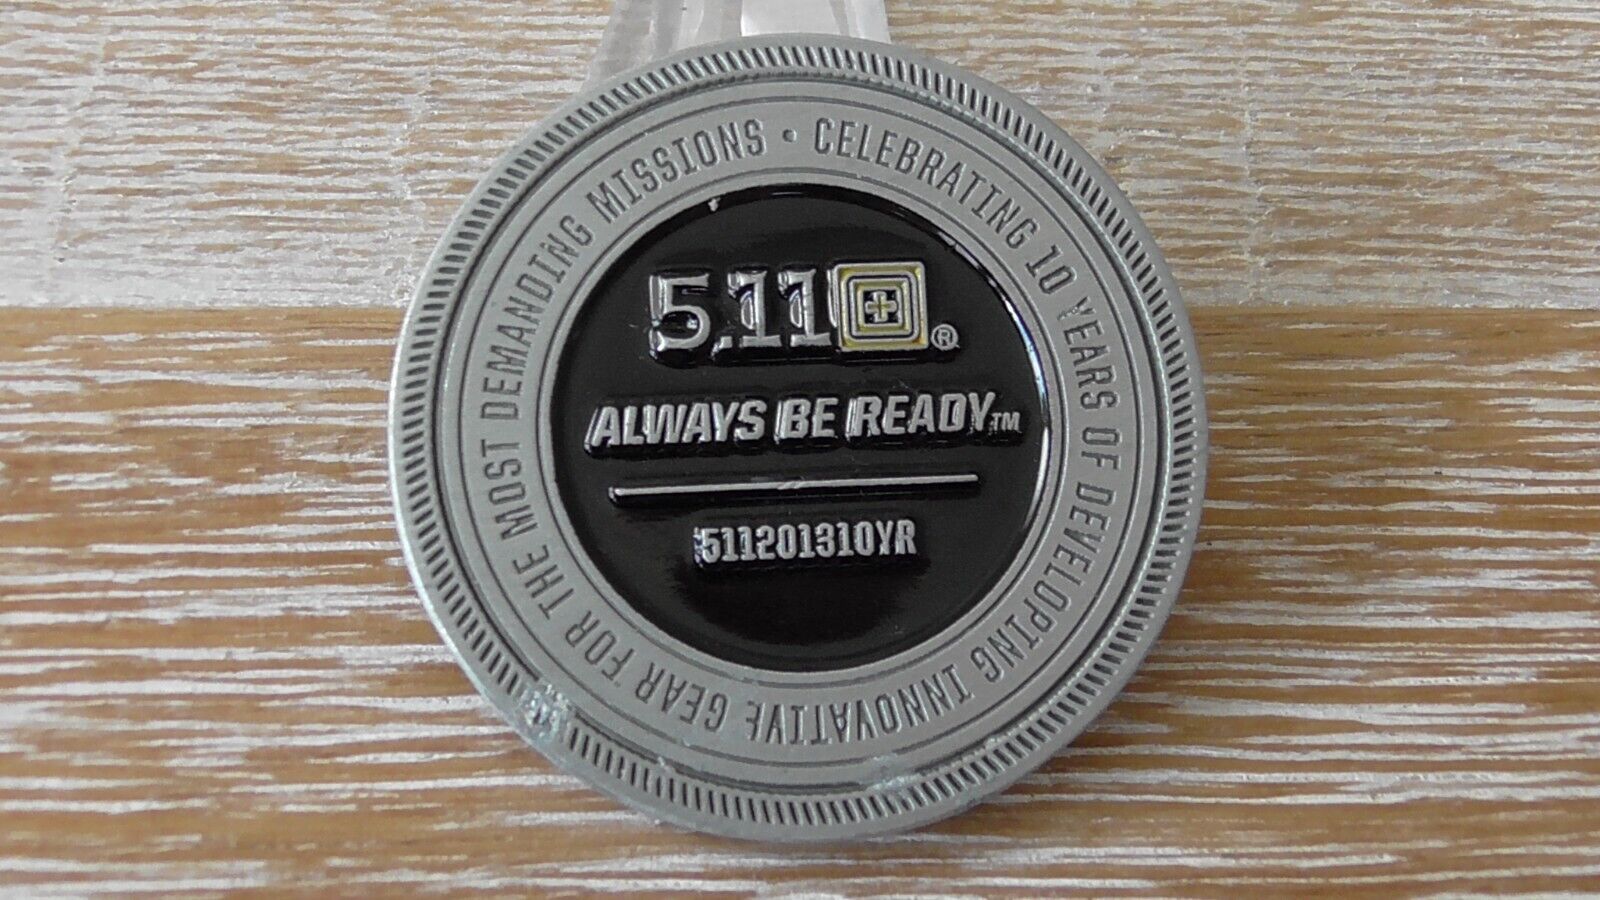 CELEBRATING 10 YEARS OF DEVELOPING INNOVATIVE GEAR FOR THE MOST DEMANDING MISSIONS •
5.11®
ALWAYS BE READY™
511201310YR